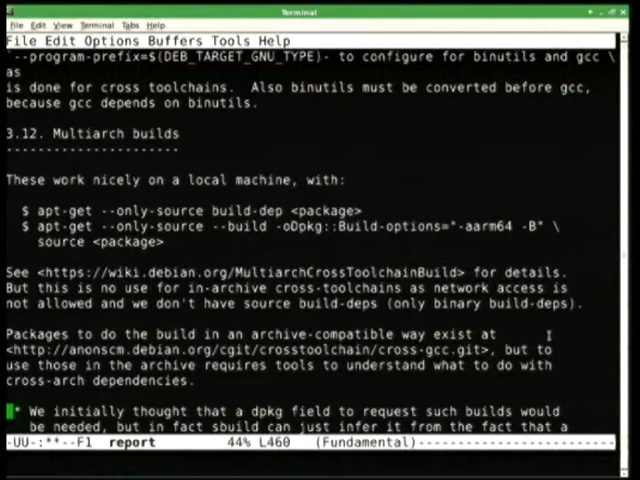 Terminal
File Edit View Terminal Tabs Help
File Edit Options Buffers Tools Help
`--program-prefix=$(DEB_TARGET_GNU_TYPE)- to configure for binutils and gcc \
as
is done for cross toolchains.  Also binutils must be converted before gcc,
because gcc depends on binutils.
3.12. Multiarch builds
----------------------
These work nicely on a local machine, with:
$ apt-get --only-source build-dep <package>
$ apt-get --only-source --build -oDpkg::Build-options="-aarm64 -B" \
source <package>
See <https://wiki.debian.org/MultiarchCrossToolchainBuild> for details.
But this is no use for in-archive cross-toolchains as network access is
not allowed and we don't have source build-deps (only binary build-deps).
Packages to do the build in an archive-compatible way exist at
<http://anonscm.debian.org/cgit/crosstoolchain/cross-gcc.git>, but to
use those in the archive requires tools to understand what to do with
cross-arch dependencies.
* We initially thought that a dpkg field to request such builds would
be needed, but in fact sbuild can just infer it from the fact that a
-UU-:**--F1  report  44% L460  (Fundamental)-------------------------